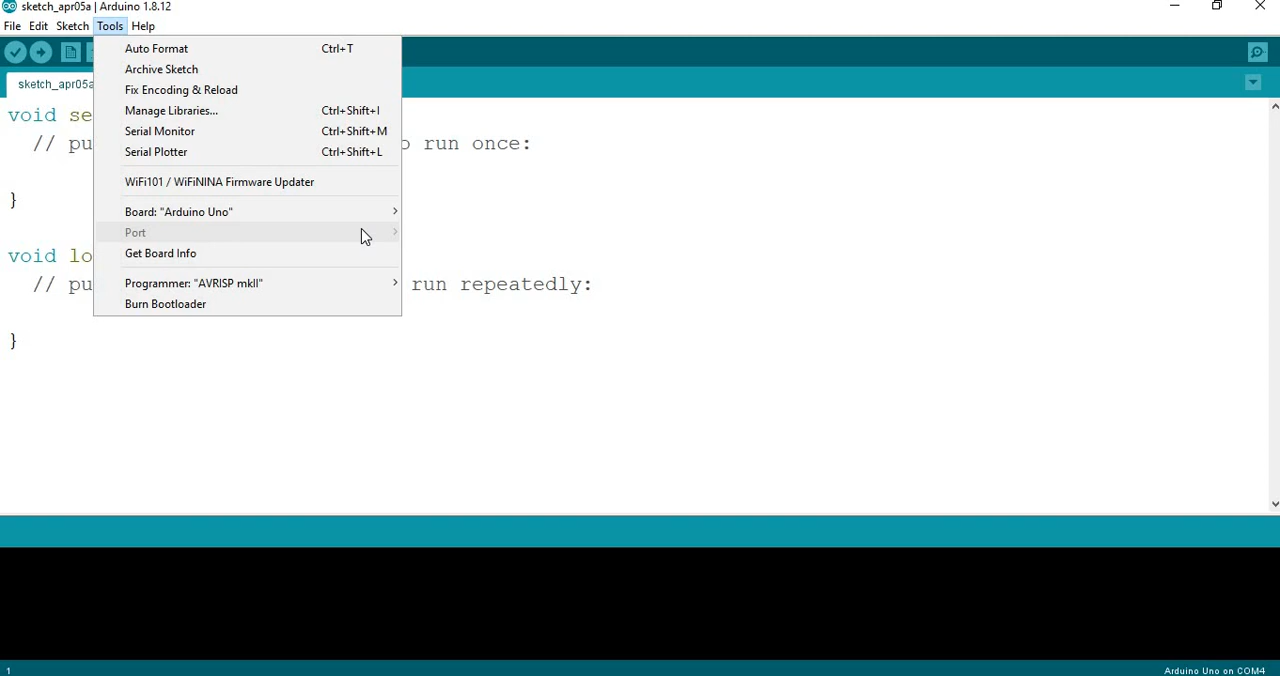 sketch_apr05a | Arduino 1.8.12
File Edit Sketch Tools Help
Auto Format Ctrl+T
Archive Sketch
sketch_apr05a
Fix Encoding & Reload
Manage Libraries... Ctrl+Shift+I
Serial Monitor Ctrl+Shift+M
Serial Plotter Ctrl+Shift+L
WiFi101 / WiFiNINA Firmware Updater
Board: "Arduino Uno"
Port
Get Board Info
Programmer: "AVRISP mkII"
Burn Bootloader
void se
// pu o run once:
}
void lo
// pu run repeatedly:
}
1 Arduino Uno on COM4